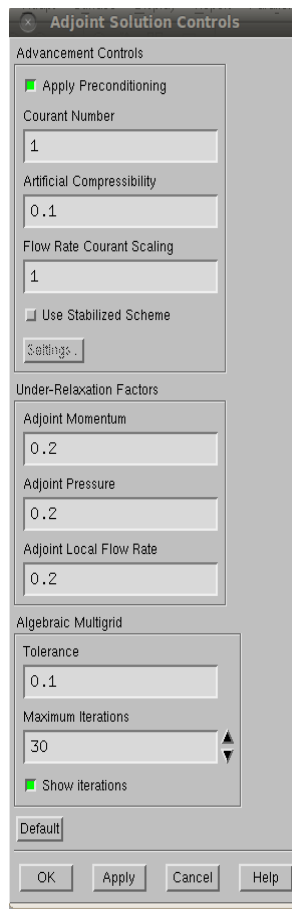 Adjoint Solution Controls
Advancement Controls
Apply Preconditioning
Courant Number
1
Artificial Compressibility
0.1
Flow Rate Courant Scaling
1
Use Stabilized Scheme
Settings...
Under-Relaxation Factors
Adjoint Momentum
0.2
Adjoint Pressure
0.2
Adjoint Local Flow Rate
0.2
Algebraic Multigrid
Tolerance
0.1
Maximum Iterations
30
Show iterations
Default
OK Apply Cancel Help